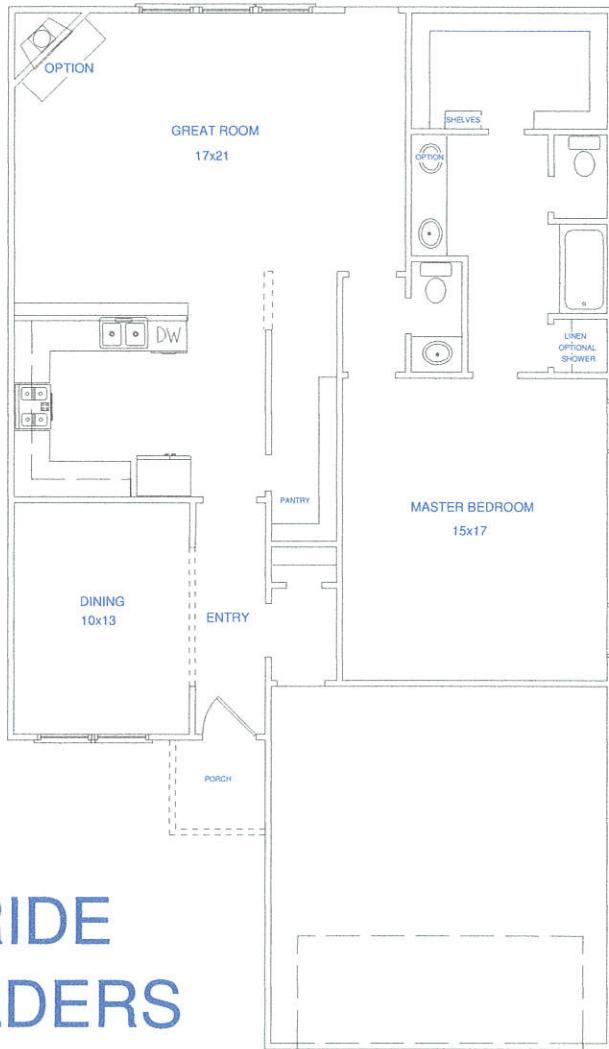 OPTION
GREAT ROOM
17x21
SHELVES
OPTION
DW
LINEN
OPTIONAL
SHOWER
PANTRY
MASTER BEDROOM
15x17
DINING
10x13
ENTRY
PORCH
RIDE
LDERS